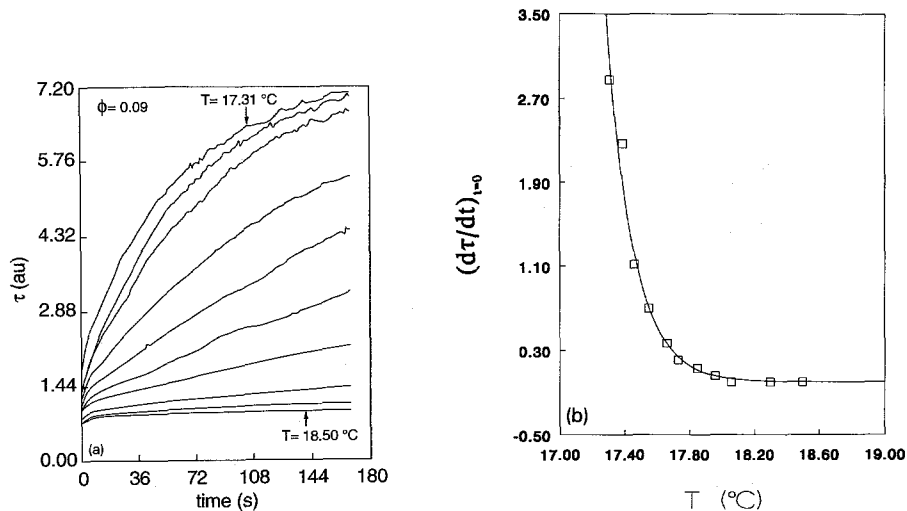 7.20
5.76
4.32
2.88
1.44
0.00
τ (au)
ϕ= 0.09
T= 17.31 °C
T= 18.50 °C
(a)
0 36 72 108 144 180
time (s)
3.50
2.70
1.90
1.10
0.30
-0.50
(dτ/dt)t=0
(b)
17.00 17.40 17.80 18.20 18.60 19.00
T (°C)